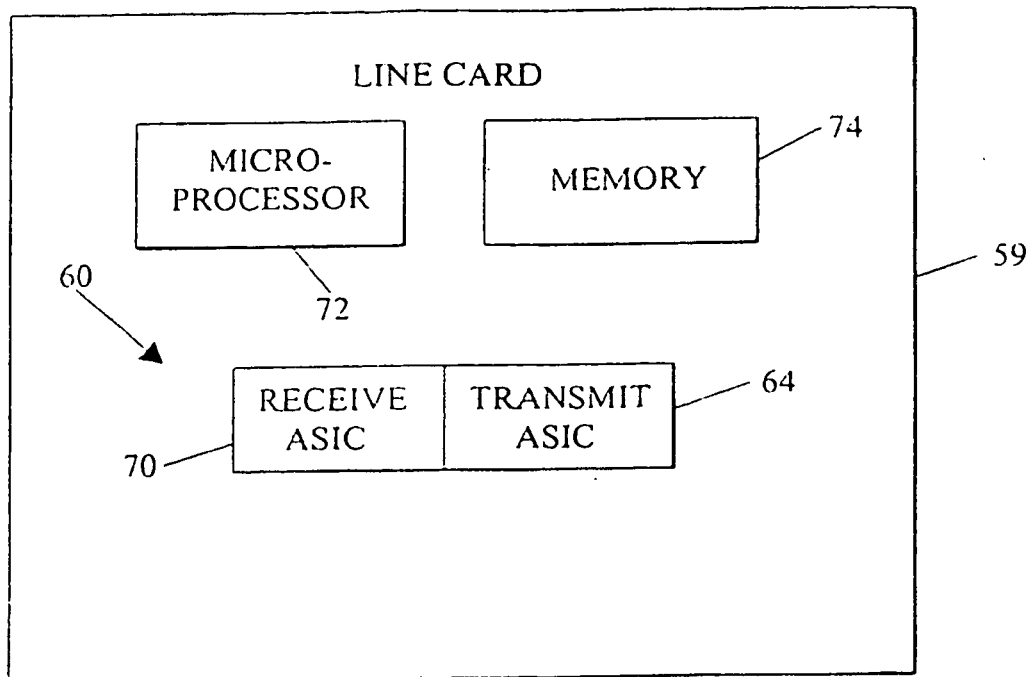 LINE CARD
MICRO-
PROCESSOR
MEMORY
74
59
60
72
RECEIVE
ASIC
TRANSMIT
ASIC
64
70